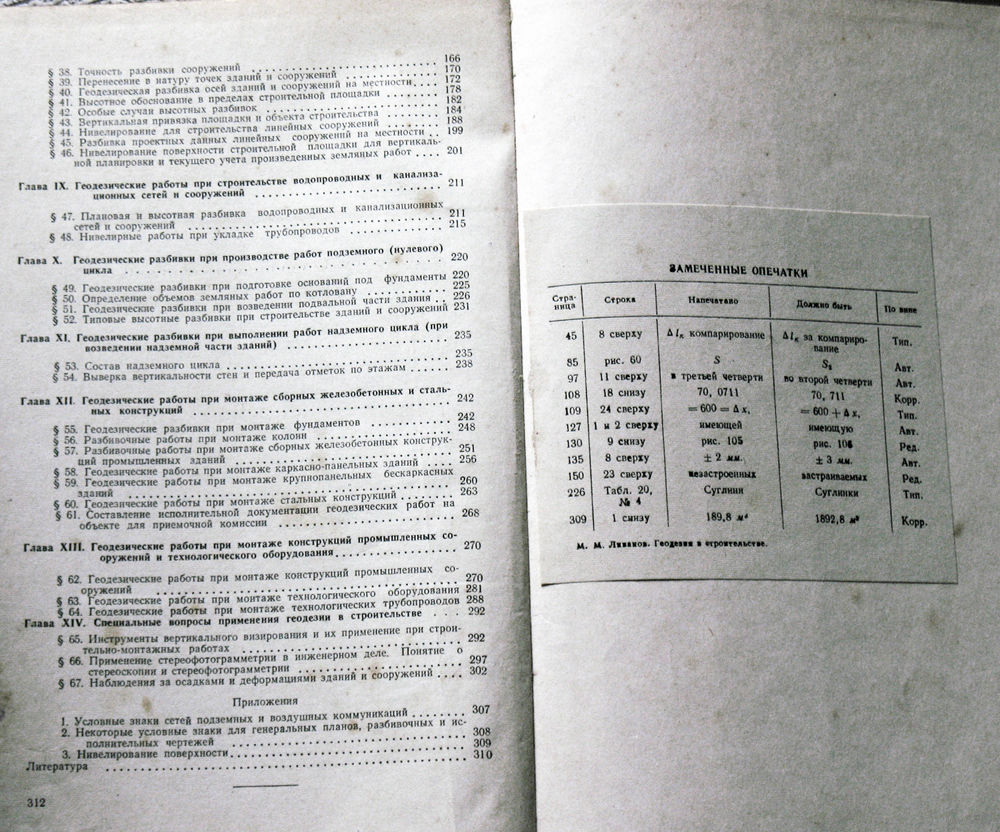 § 38. Точность разбивки сооружений . . . 166
§ 39. Перенесение в натуру точек зданий и сооружений . . . 170
§ 40. Геодезическая разбивка осей зданий и сооружений на местности . . . 172
§ 41. Высотное обоснование в пределах строительной площадки . . . 178
§ 42. Особые случаи высотных разбивок . . . 182
§ 43. Вертикальная привязка площадки и объекта строительства . . . 184
§ 44. Нивелирование для строительства линейных сооружений . . . 188
§ 45. Разбивка проектных данных линейных сооружений на местности . . 199
§ 46. Нивелирование поверхности строительной площадки для вертикаль-
ной планировки и текущего учета произведенных земляных работ . . . . 201
Глава IX. Геодезические работы при строительстве водопроводных и канализа-
ционных сетей и сооружений . . . 211
§ 47. Плановая и высотная разбивка водопроводных и канализационных
сетей и сооружений . . . 211
§ 48. Нивелирные работы при укладке трубопроводов . . . 215
Глава X. Геодезические разбивки при производстве работ подземного (нулевого)
цикла . . . 220
§ 49. Геодезические разбивки при подготовке оснований под фундаменты 220
§ 50. Определение объемов земляных работ по котловану . . . 225
§ 51. Геодезические разбивки при возведении подвальной части здания . . 226
§ 52. Типовые высотные разбивки при строительстве зданий и сооружений 231
Глава XI. Геодезические разбивки при выполнении работ надземного цикла (при
возведении надземной части зданий) . . . 235
§ 53. Состав надземного цикла . . . 235
§ 54. Выверка вертикальности стен и передача отметок по этажам . . . 238
Глава XII. Геодезические работы при монтаже сборных железобетонных и сталь-
ных конструкций . . . 242
§ 55. Геодезические разбивки при монтаже фундаментов . . . 242
§ 56. Разбивочные работы при монтаже колонн . . . 248
§ 57. Разбивочные работы при монтаже сборных железобетонных конструк-
ций промышленных зданий . . . 251
§ 58. Геодезические работы при монтаже каркасно-панельных зданий . . . 256
§ 59. Геодезические работы при монтаже крупнопанельных бескаркасных
зданий . . . 260
§ 60. Геодезические работы при монтаже стальных конструкций . . . 263
§ 61. Составление исполнительной документации геодезических работ на
объекте для приемочной комиссии . . . 268
Глава XIII. Геодезические работы при монтаже конструкций промышленных со-
оружений и технологического оборудования . . . 270
§ 62. Геодезические работы при монтаже конструкций промышленных со-
оружений . . . 270
§ 63. Геодезические работы при монтаже технологического оборудования 281
§ 64. Геодезические работы при монтаже технологических трубопроводов 288
Глава XIV. Специальные вопросы применения геодезии в строительстве . . . 292
§ 65. Инструменты вертикального визирования и их применение при строи-
тельно-монтажных работах . . . 292
§ 66. Применение стереофотограмметрии в инженерном деле. Понятие о
стереоскопии и стереофотограмметрии . . . 297
§ 67. Наблюдения за осадками и деформациями зданий и сооружений . . . . 302
Приложения
1. Условные знаки сетей подземных и воздушных коммуникаций . . . 307
2. Некоторые условные знаки для генеральных планов, разбивочных и ис-
полнительных чертежей . . . 308
3. Нивелирование поверхности . . . 309
Литература . . . 310
312
ЗАМЕЧЕННЫЕ ОПЕЧАТКИ
Стра-
ница Строка Напечатано Должно быть По вине
45 8 сверху Δlк компарирование Δlк за компариро-
вание Тип.
85 рис. 60 S S₂ Авт.
97 11 сверху в третьей четверти во второй четверти Авт.
108 18 снизу 70, 0711 70, 711 Корр.
109 24 сверху = 600 = Δ x, = 600 + Δ x, Тип.
127 1 и 2 сверху имеющей имеющую Авт.
130 9 снизу рис. 105 рис. 106 Ред.
135 8 сверху ± 2 мм. ± 3 мм. Авт.
150 23 сверху незастроенных застраиваемых Ред.
226 Табл. 20,
№ 4 Суглини Суглинки Тип.
309 1 снизу 189,8 м³ 1892,8 м³ Корр.
М. М. Ливанов. Геодезия в строительстве.